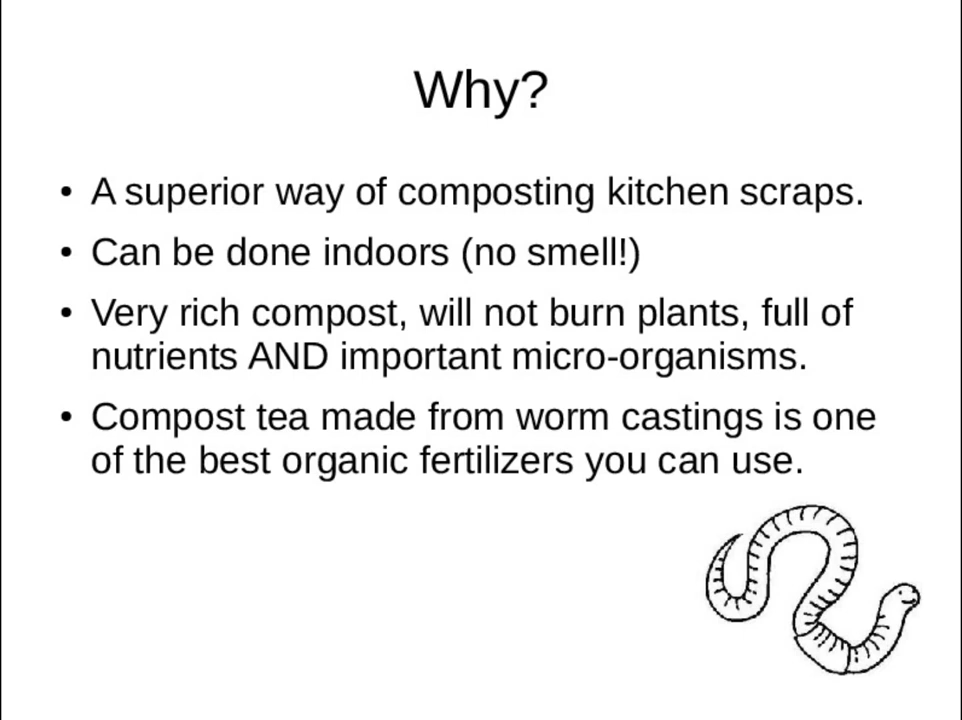 Why?
• A superior way of composting kitchen scraps.
• Can be done indoors (no smell!)
• Very rich compost, will not burn plants, full of
nutrients AND important micro-organisms.
• Compost tea made from worm castings is one
of the best organic fertilizers you can use.